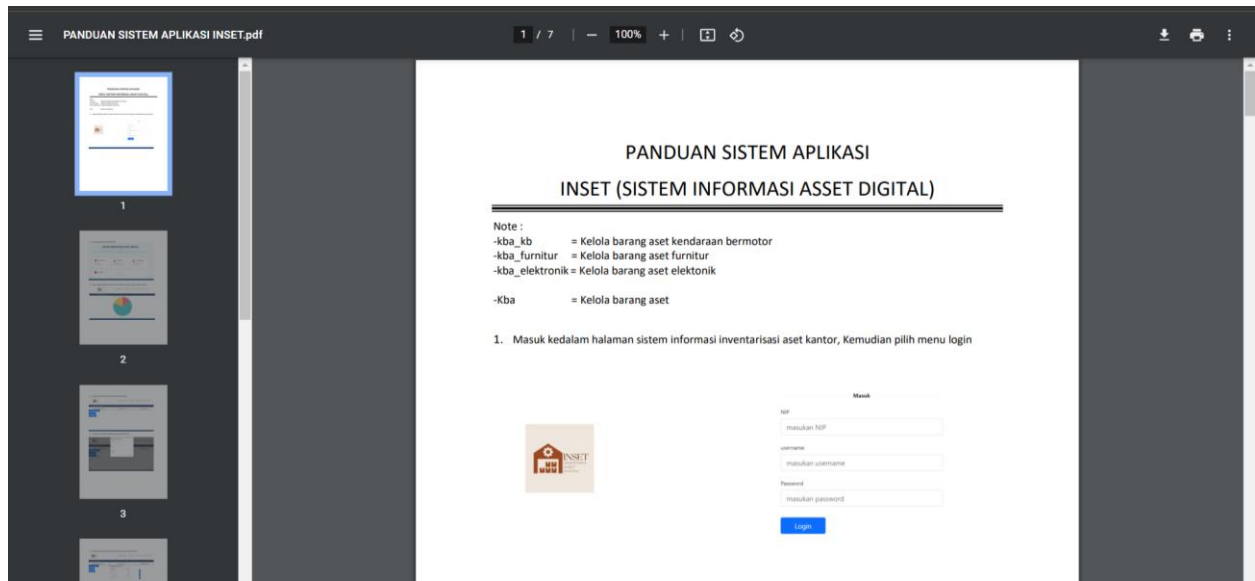 PANDUAN SISTEM APLIKASI INSET.pdf
1 / 7
100%
1
2
3
PANDUAN SISTEM APLIKASI
INSET (SISTEM INFORMASI ASSET DIGITAL)
Note :
-kba_kb = Kelola barang aset kendaraan bermotor
-kba_furnitur = Kelola barang aset furnitur
-kba_elektronik = Kelola barang aset elektonik
-Kba = Kelola barang aset
1. Masuk kedalam halaman sistem informasi inventarisasi aset kantor, Kemudian pilih menu login
INSET
Masuk
NIP
masukan NIP
username
masukan username
Password
masukan password
Login